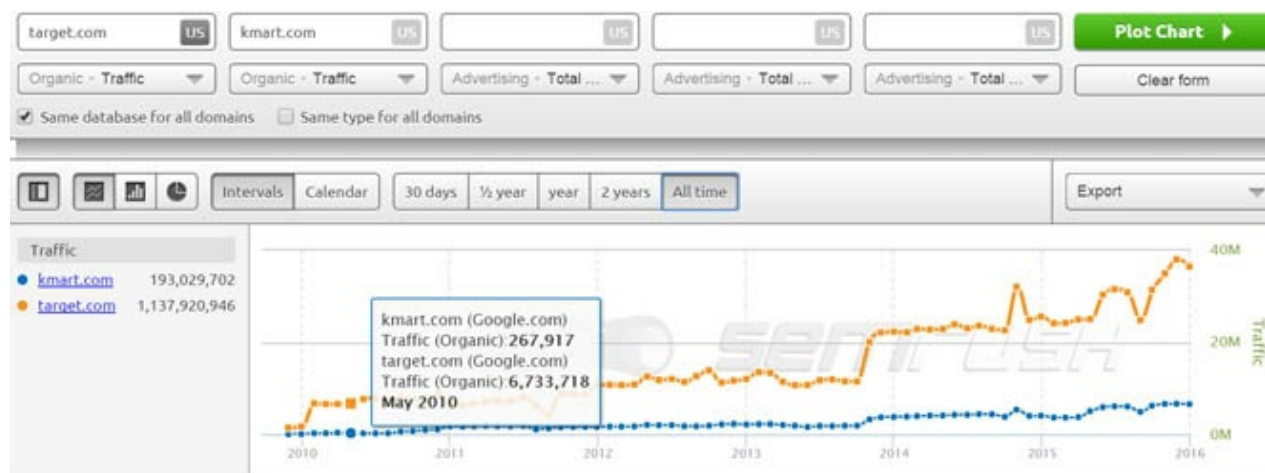 target.com US kmart.com US US US US Plot Chart
Organic - Traffic Organic - Traffic Advertising - Total ... Advertising - Total ... Advertising - Total ... Clear form
Same database for all domains Same type for all domains
Intervals Calendar 30 days ½ year year 2 years All time Export
Traffic
kmart.com 193,029,702
target.com 1,137,920,946
kmart.com (Google.com)
Traffic (Organic):267,917
target.com (Google.com)
Traffic (Organic):6,733,718
May 2010
semrush
40M
20M
0M
Traffic
2010 2011 2012 2013 2014 2015 2016